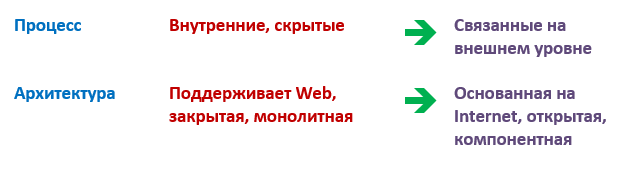 Процесс Внутренние, скрытые Связанные на
внешнем уровне
Архитектура Поддерживает Web, Основанная на
закрытая, монолитная Internet, открытая,
компонентная